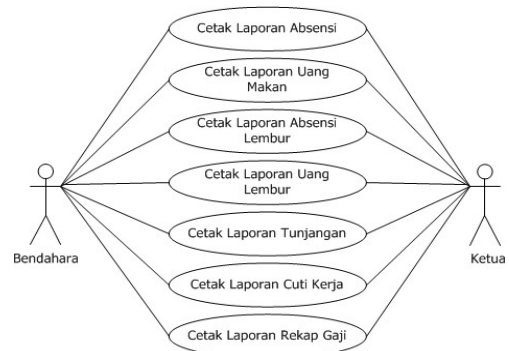 Cetak Laporan Absensi
Cetak Laporan Uang
Makan
Cetak Laporan Absensi
Lembur
Cetak Laporan Uang
Lembur
Bendahara
Ketua
Cetak Laporan Tunjangan
Cetak Laporan Cuti Kerja
Cetak Laporan Rekap Gaji